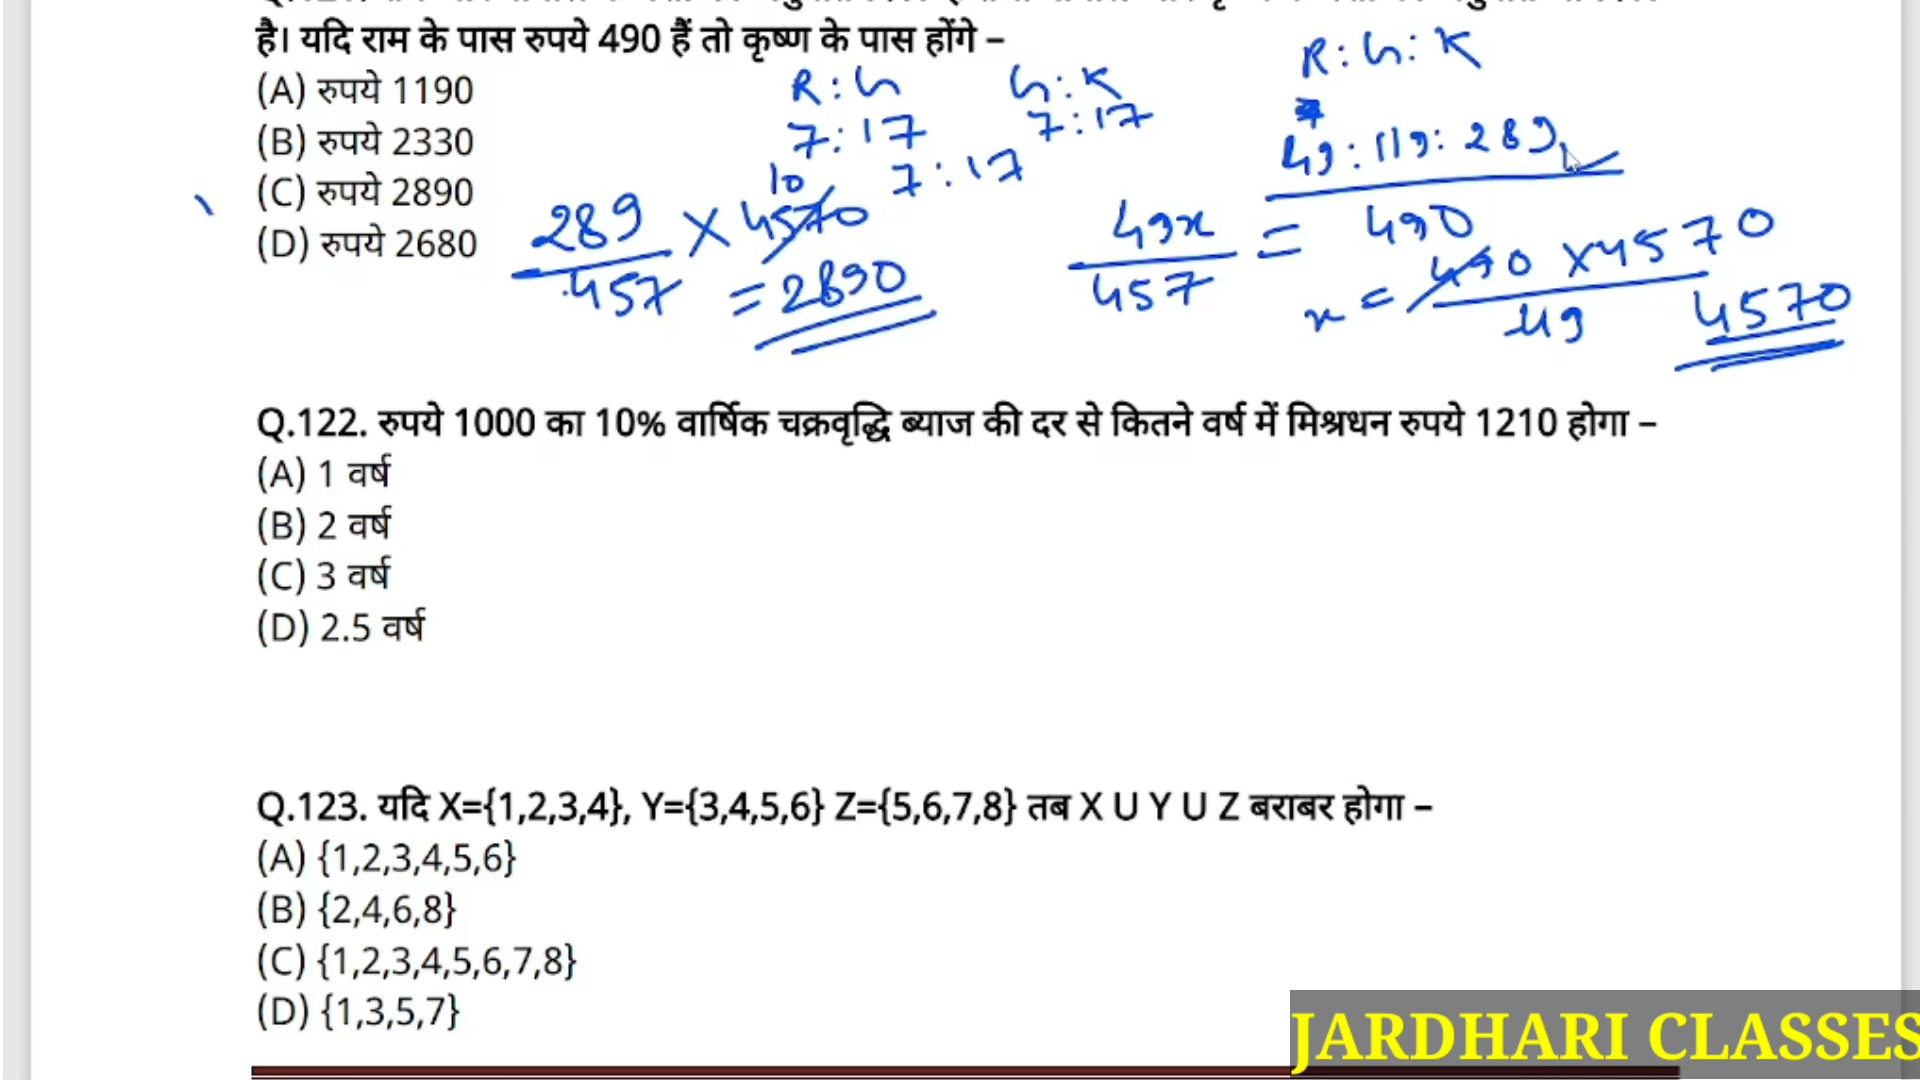 है। यदि राम के पास रुपये 490 हैं तो कृष्ण के पास होंगे –
(A) रुपये 1190
(B) रुपये 2330
(C) रुपये 2890
(D) रुपये 2680
R : G
7 : 17
7 : 17
G : K
7 : 17
R : G : K
49 : 119 : 289
289/457 × 4570
10
= 2890
49x/457 = 490
x = 490 × 4570 / 49
4570
Q.122. रुपये 1000 का 10% वार्षिक चक्रवृद्धि ब्याज की दर से कितने वर्ष में मिश्रधन रुपये 1210 होगा –
(A) 1 वर्ष
(B) 2 वर्ष
(C) 3 वर्ष
(D) 2.5 वर्ष
Q.123. यदि X={1,2,3,4}, Y={3,4,5,6} Z={5,6,7,8} तब X U Y U Z बराबर होगा –
(A) {1,2,3,4,5,6}
(B) {2,4,6,8}
(C) {1,2,3,4,5,6,7,8}
(D) {1,3,5,7}
JARDHARI CLASSES